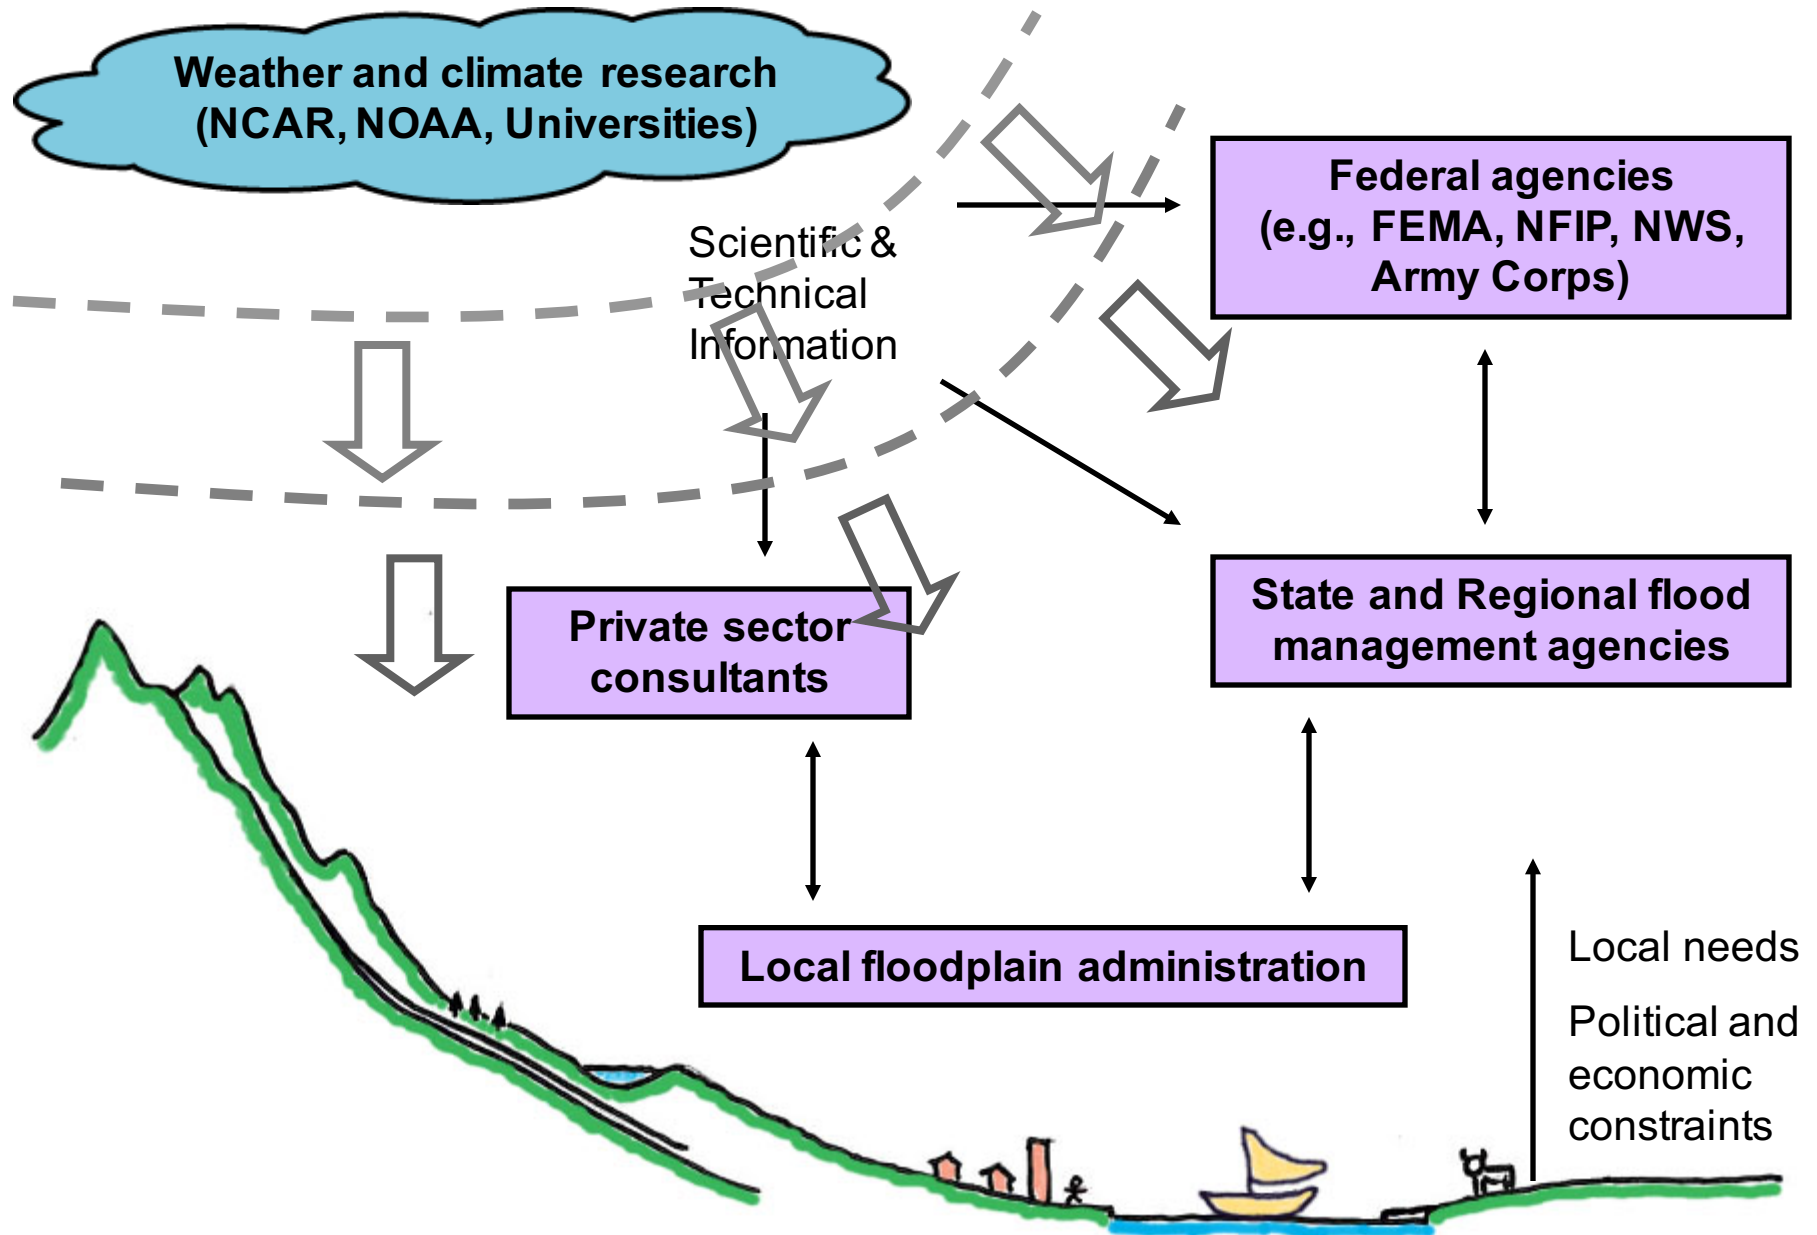 Weather and climate research
(NCAR, NOAA, Universities)
Federal agencies
(e.g., FEMA, NFIP, NWS,
Army Corps)
Scientific &
Technical
Information
State and Regional flood
management agencies
Private sector
consultants
Local floodplain administration
Local needs
Political and
economic
constraints